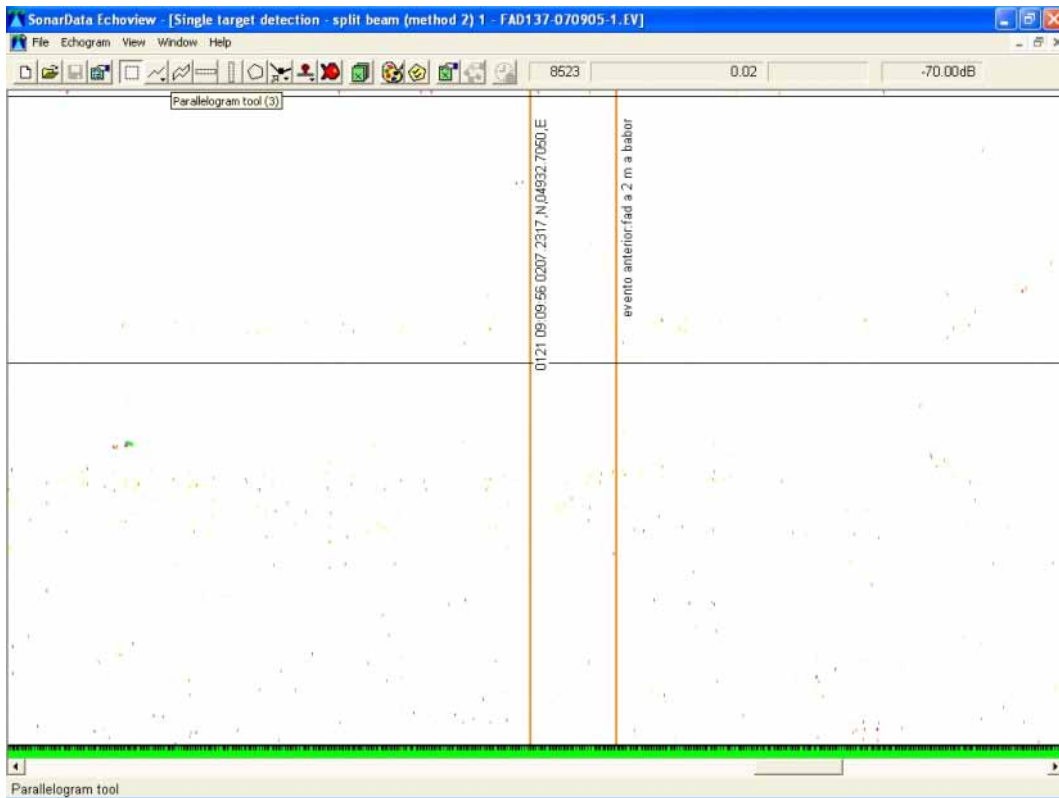 SonarData Echoview - [Single target detection - split beam (method 2) 1 - FAD137-070905-1.EV]
File Echogram View Window Help
8523 0.02 -70.00dB
Parallelogram tool (3)
0121 09:09:56 0207.2317,N,04932.7050,E
evento anterior:fad a 2 m a babor
Parallelogram tool